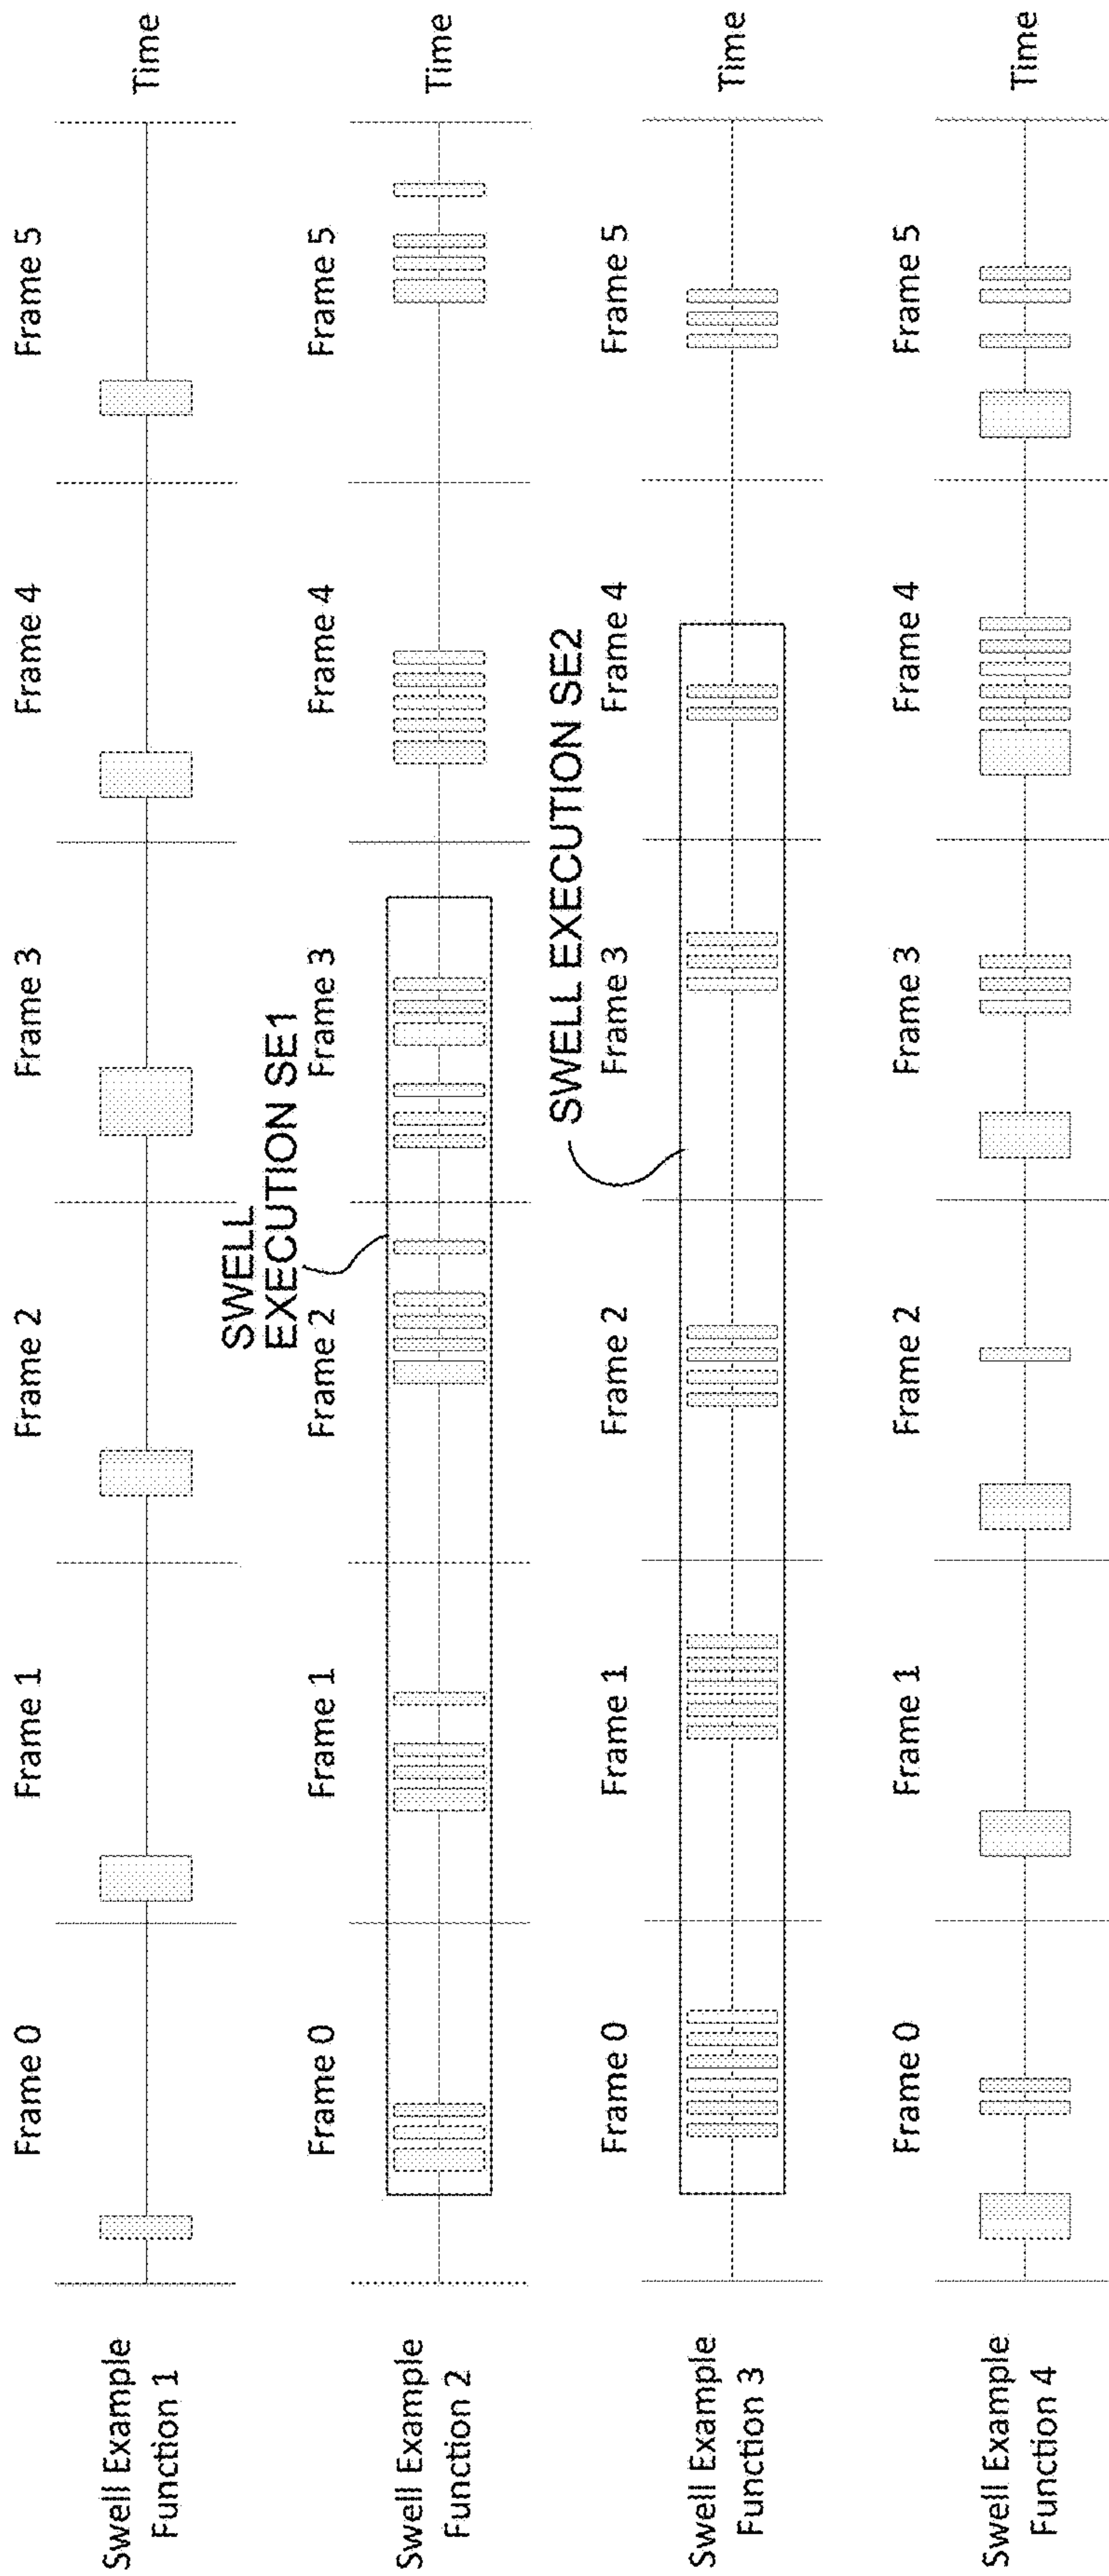 Frame 0
Frame 1
Frame 2
Frame 3
Frame 4
Frame 5
Swell Example
Function 1
Time
SWELL
EXECUTION SE1
Frame 0
Frame 1
Frame 2
Frame 3
Frame 4
Frame 5
Swell Example
Function 2
Time
SWELL EXECUTION SE2
Frame 0
Frame 1
Frame 2
Frame 3
Frame 4
Frame 5
Swell Example
Function 3
Time
Frame 0
Frame 1
Frame 2
Frame 3
Frame 4
Frame 5
Swell Example
Function 4
Time